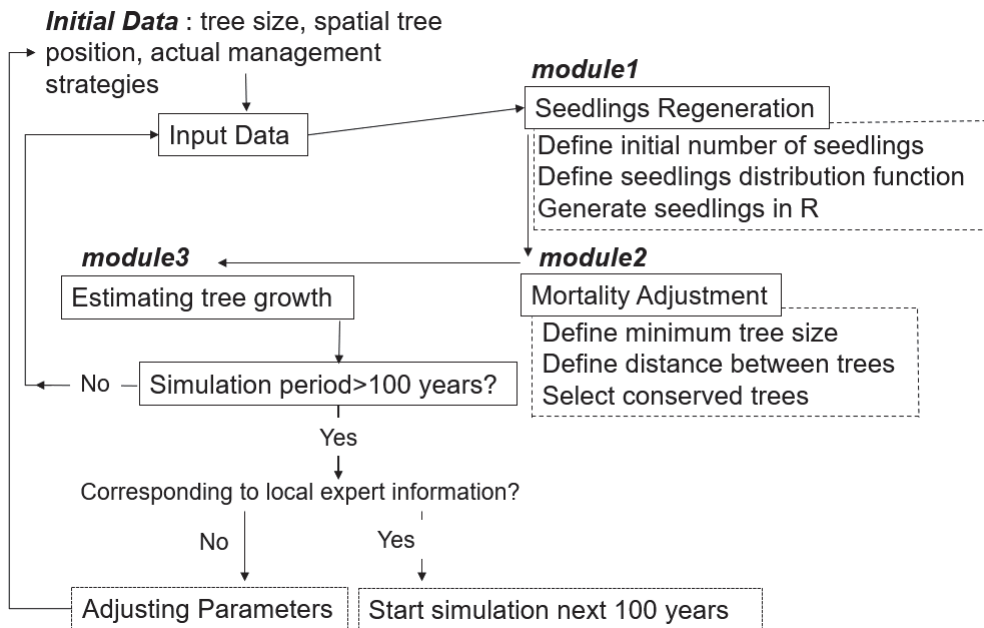 Initial Data : tree size, spatial tree
position, actual management
strategies
Input Data
module1
Seedlings Regeneration
Define initial number of seedlings
Define seedlings distribution function
Generate seedlings in R
module2
Mortality Adjustment
Define minimum tree size
Define distance between trees
Select conserved trees
module3
Estimating tree growth
Simulation period>100 years?
No
Yes
Corresponding to local expert information?
No
Yes
Adjusting Parameters
Start simulation next 100 years